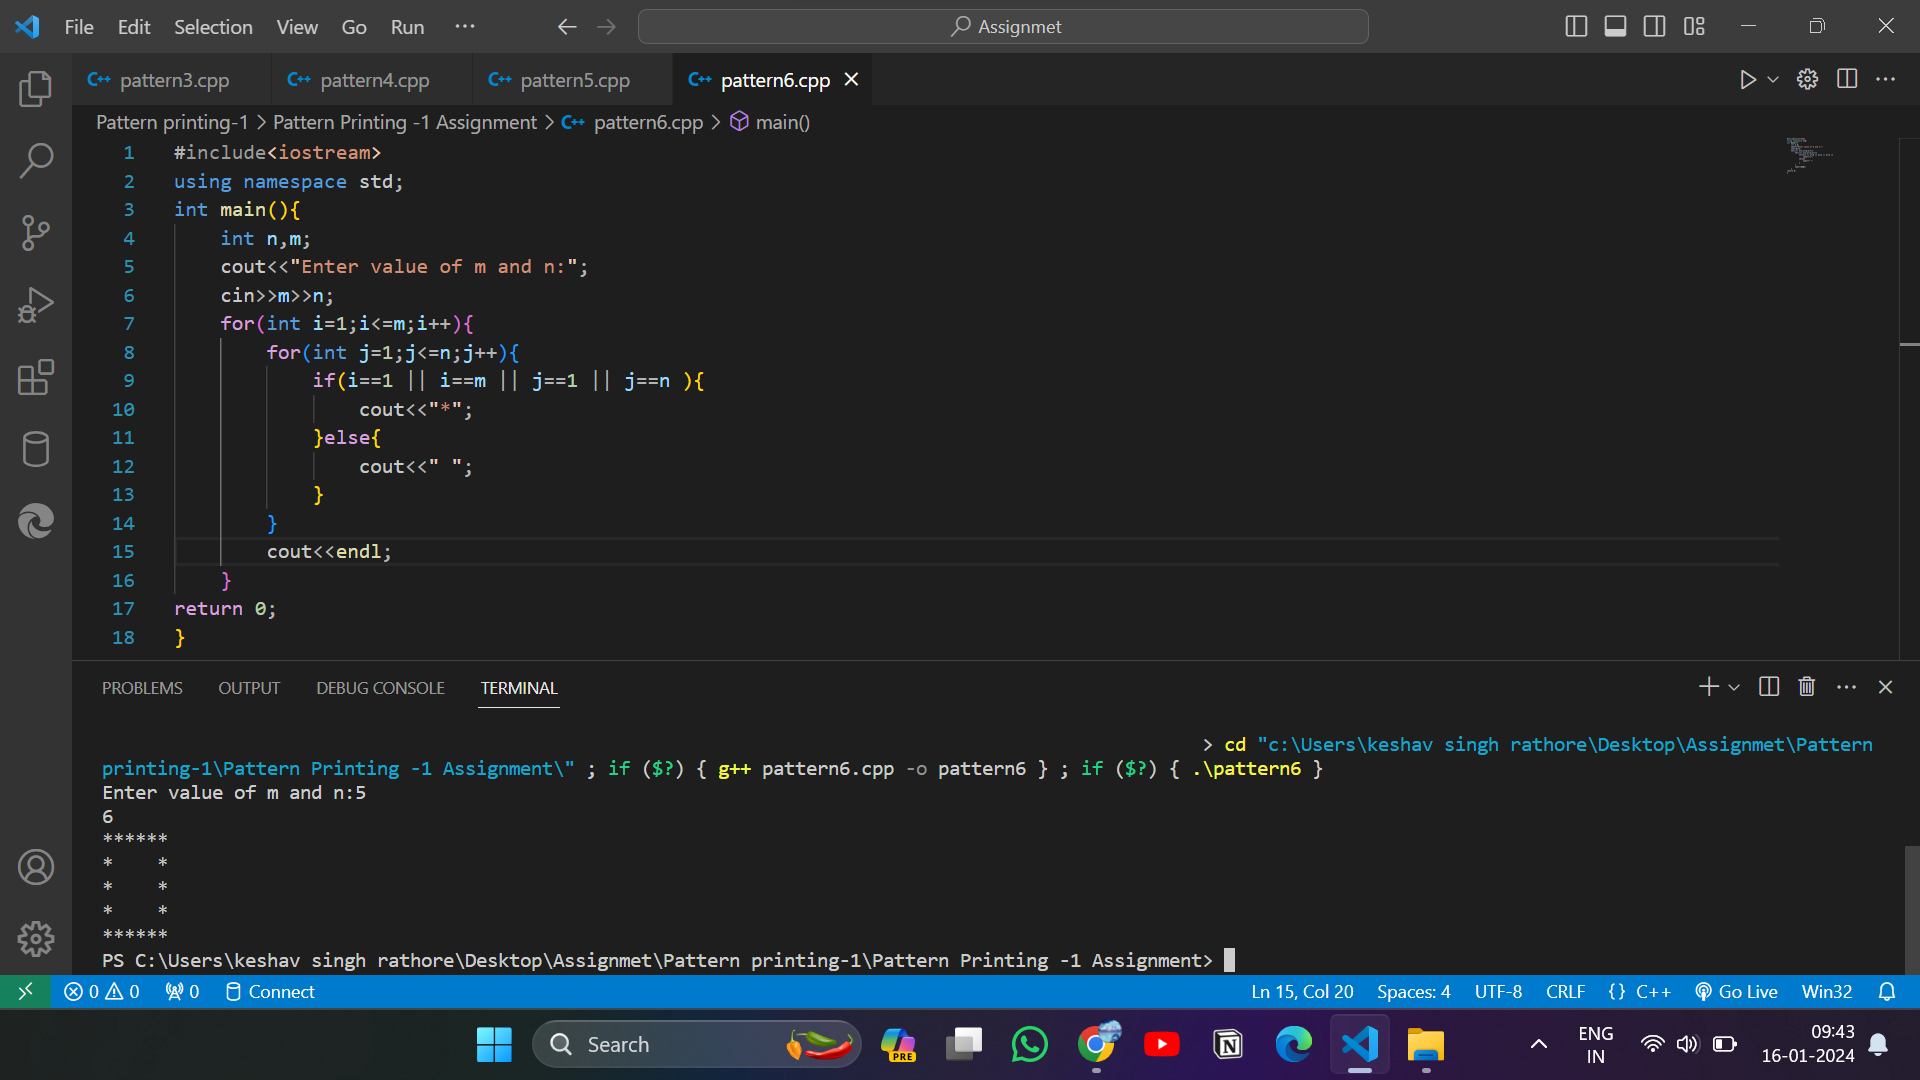 File Edit Selection View Go Run ··· Assignmet
C++ pattern3.cpp C++ pattern4.cpp C++ pattern5.cpp C++ pattern6.cpp
Pattern printing-1 > Pattern Printing -1 Assignment > C++ pattern6.cpp > main()
1 #include<iostream>
2 using namespace std;
3 int main(){
4     int n,m;
5     cout<<"Enter value of m and n:";
6     cin>>m>>n;
7     for(int i=1;i<=m;i++){
8         for(int j=1;j<=n;j++){
9             if(i==1 || i==m || j==1 || j==n ){
10                 cout<<"*";
11             }else{
12                 cout<<" ";
13             }
14         }
15         cout<<endl;
16     }
17 return 0;
18 }
PROBLEMS OUTPUT DEBUG CONSOLE TERMINAL
> cd "c:\Users\keshav singh rathore\Desktop\Assignmet\Pattern
printing-1\Pattern Printing -1 Assignment\" ; if ($?) { g++ pattern6.cpp -o pattern6 } ; if ($?) { .\pattern6 }
Enter value of m and n:5
6
******
*    *
*    *
*    *
******
PS C:\Users\keshav singh rathore\Desktop\Assignmet\Pattern printing-1\Pattern Printing -1 Assignment>
0 0 0 Connect Ln 15, Col 20 Spaces: 4 UTF-8 CRLF {} C++ Go Live Win32
Search PRE ENG 09:43
IN 16-01-2024